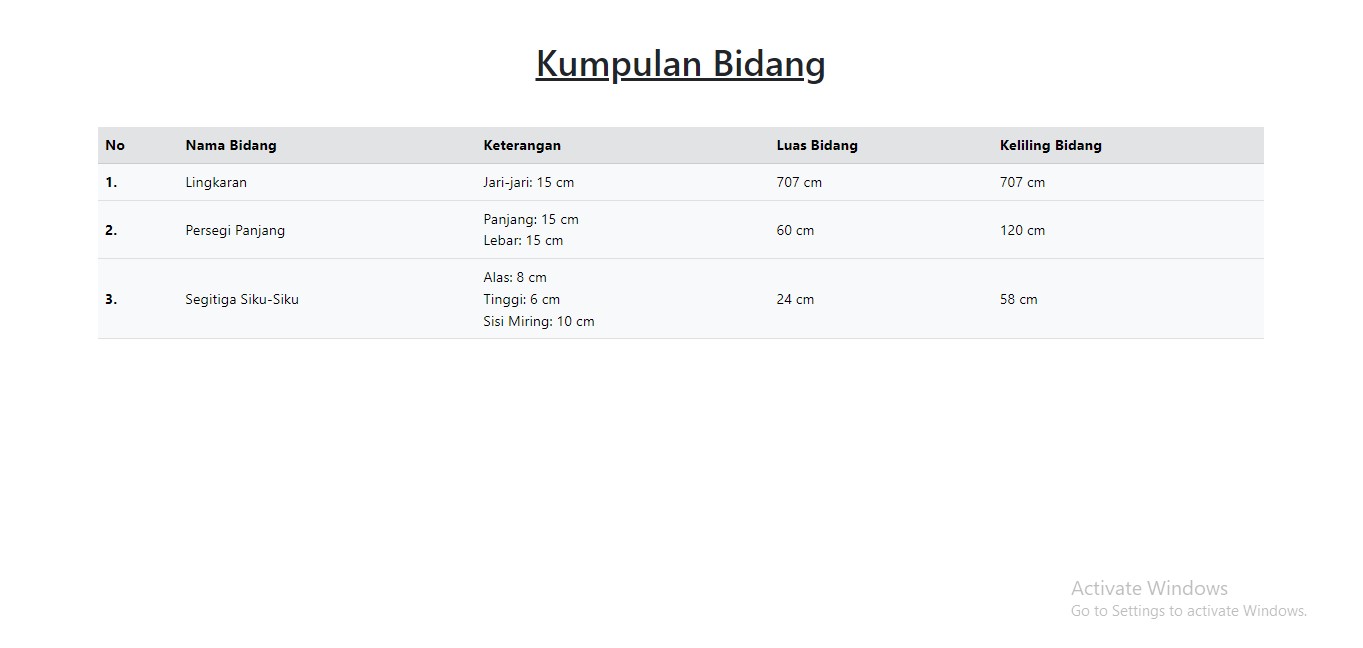 Kumpulan Bidang
No Nama Bidang Keterangan Luas Bidang Keliling Bidang
1. Lingkaran Jari-jari: 15 cm 707 cm 707 cm
2. Persegi Panjang Panjang: 15 cm 60 cm 120 cm
Lebar: 15 cm
3. Segitiga Siku-Siku Alas: 8 cm 24 cm 58 cm
Tinggi: 6 cm
Sisi Miring: 10 cm
Activate Windows
Go to Settings to activate Windows.